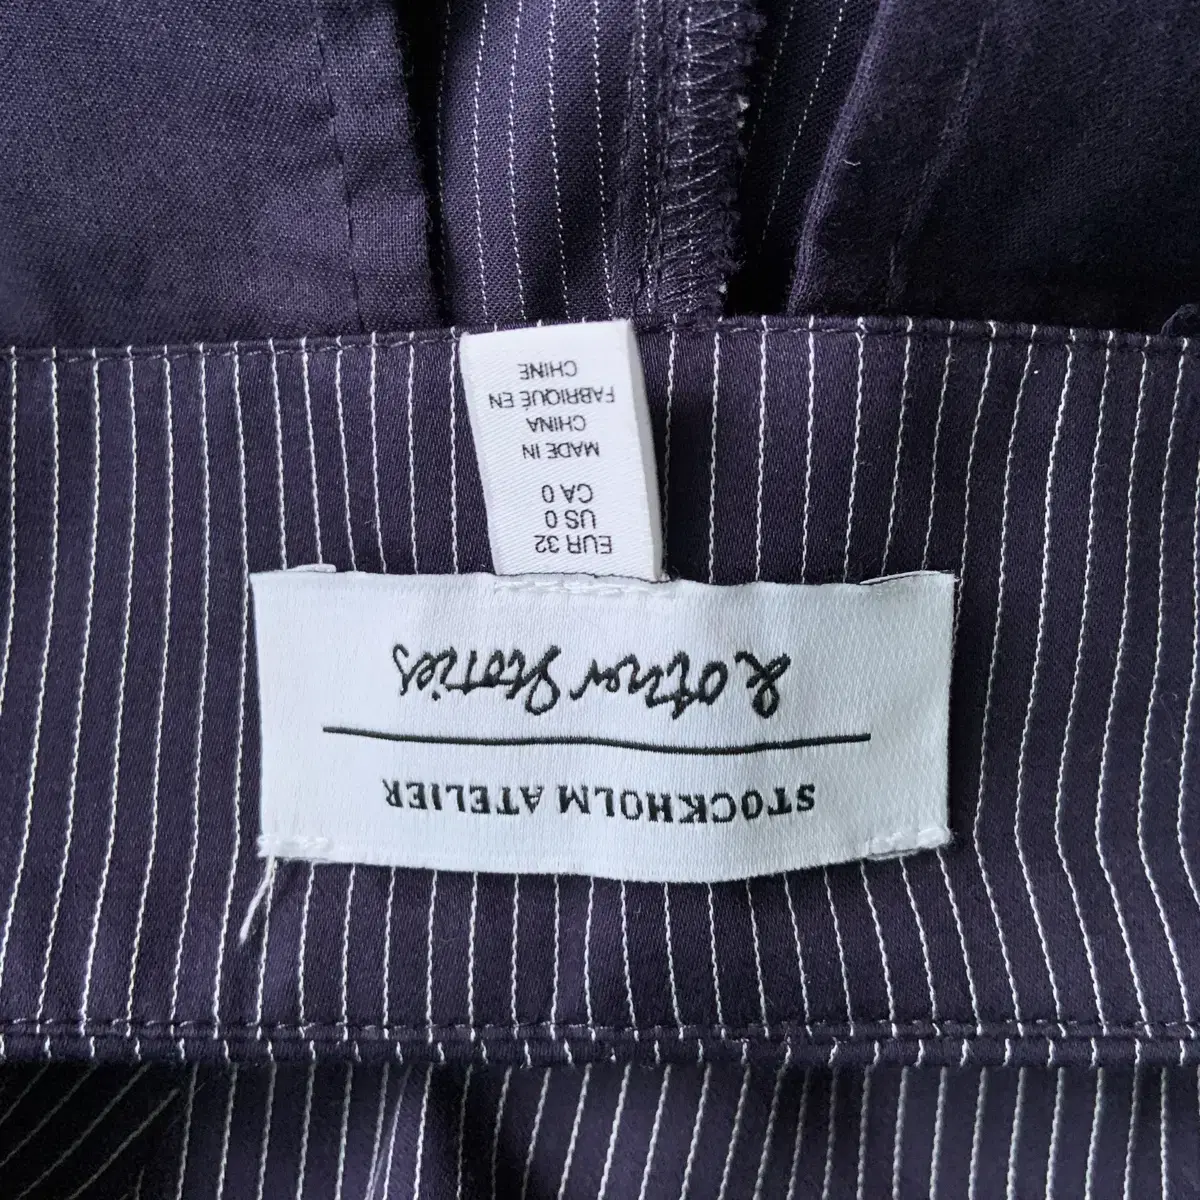 & Other Stories
STOCKHOLM ATELIER
EUR 32
US 0
CA 0
MADE IN
CHINA
FABRIQUÉ EN
CHINE